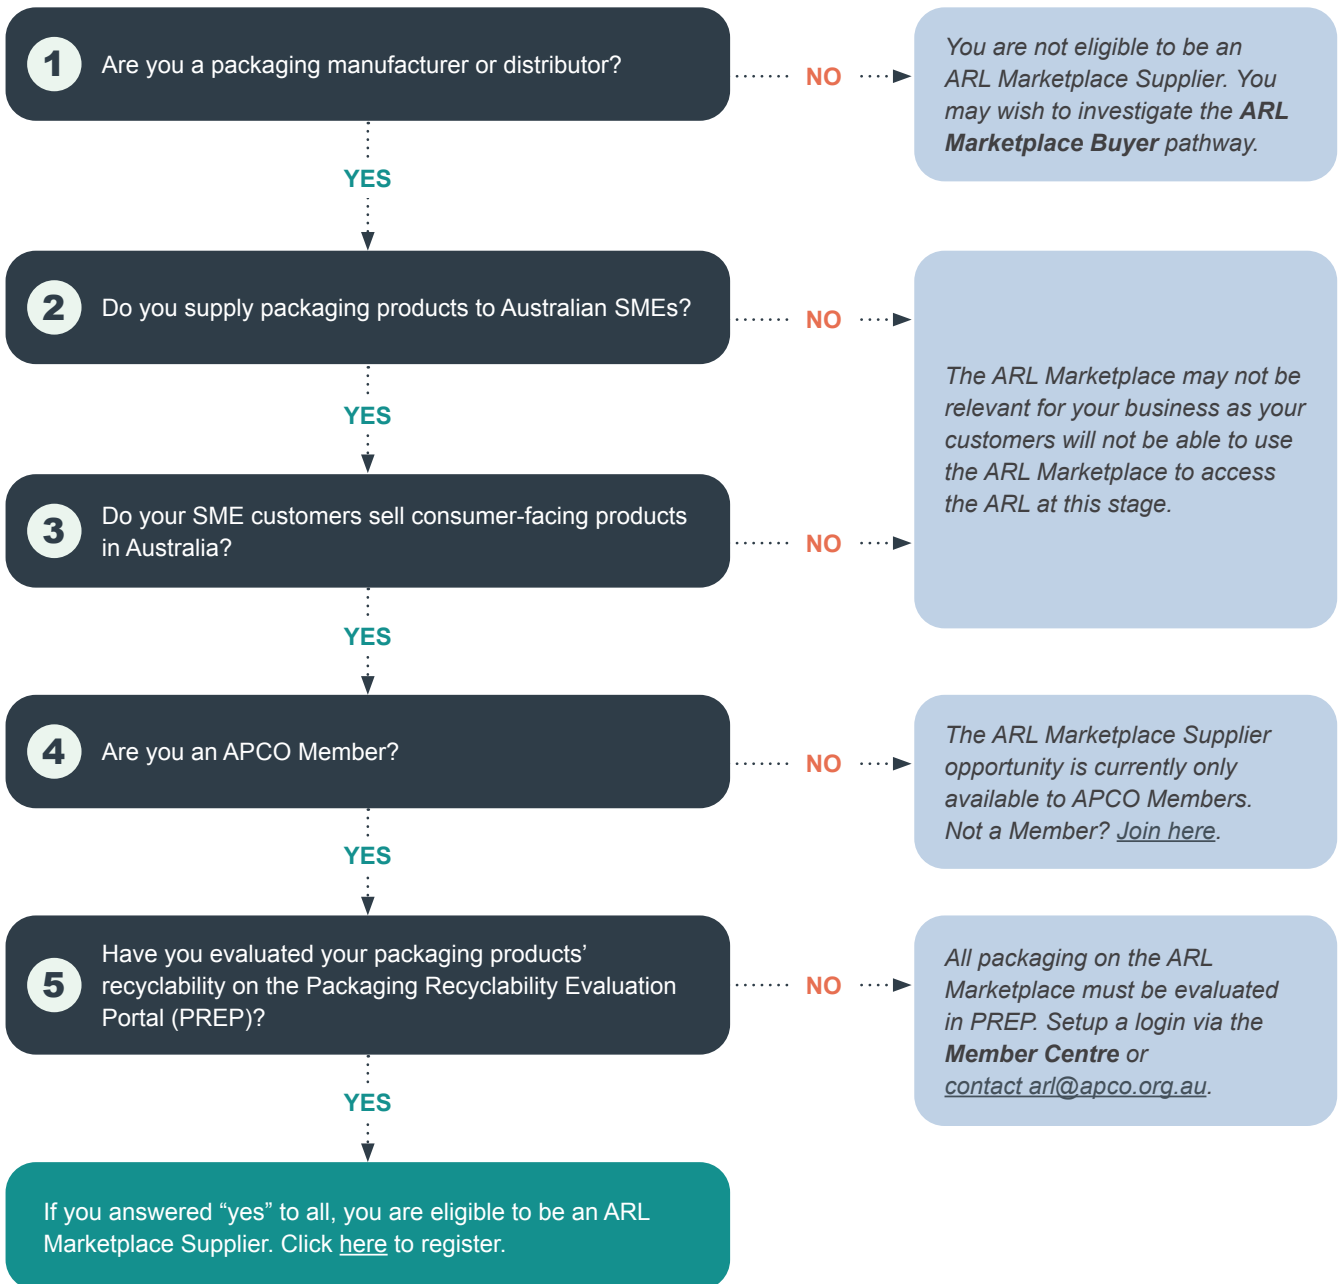 1
Are you a packaging manufacturer or distributor?
NO
You are not eligible to be an
ARL Marketplace Supplier. You
may wish to investigate the ARL
Marketplace Buyer pathway.
YES
2
Do you supply packaging products to Australian SMEs?
NO
The ARL Marketplace may not be
relevant for your business as your
customers will not be able to use
the ARL Marketplace to access
the ARL at this stage.
YES
3
Do your SME customers sell consumer-facing products
in Australia?
NO
YES
4
Are you an APCO Member?
NO
The ARL Marketplace Supplier
opportunity is currently only
available to APCO Members.
Not a Member? Join here.
YES
5
Have you evaluated your packaging products’
recyclability on the Packaging Recyclability Evaluation
Portal (PREP)?
NO
All packaging on the ARL
Marketplace must be evaluated
in PREP. Setup a login via the
Member Centre or
contact arl@apco.org.au.
YES
If you answered “yes” to all, you are eligible to be an ARL
Marketplace Supplier. Click here to register.